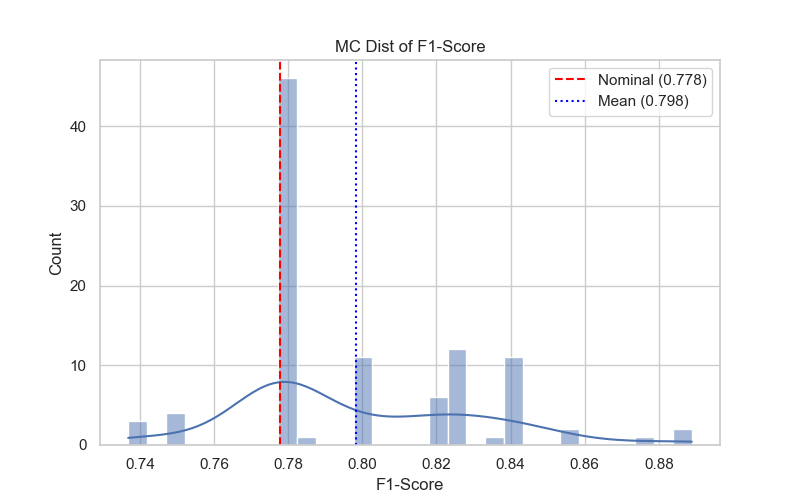 MC Dist of F1-Score
Nominal (0.778)
Mean (0.798)
Count
40
30
20
10
0
0.74 0.76 0.78 0.80 0.82 0.84 0.86 0.88
F1-Score